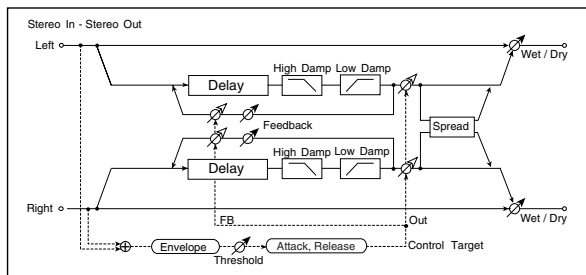 Stereo In - Stereo Out
Left
Wet / Dry
High Damp Low Damp
Delay
Feedback
Spread
High Damp Low Damp
Delay
Right
FB
Out
Wet / Dry
Envelope
Threshold
Attack, Release
Control Target